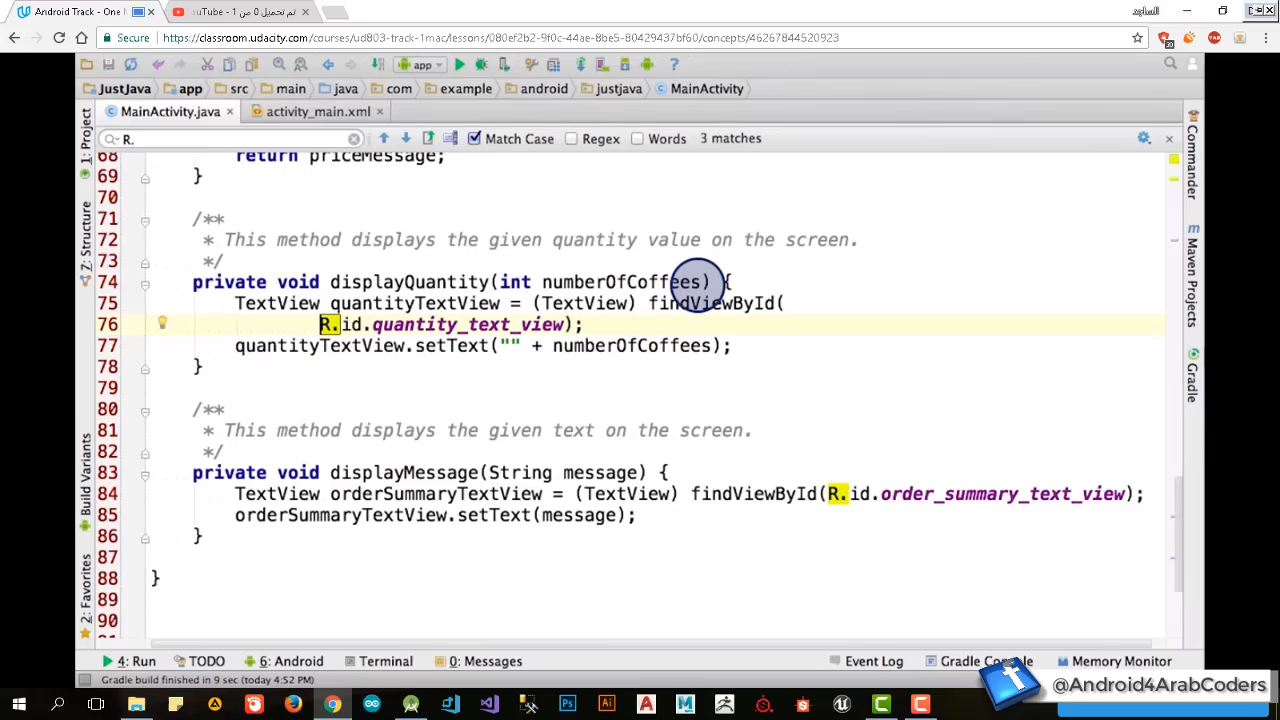 Android Track - One
تم تحميل 0 من 1 - YouTube
الساجد
Secure
https://classroom.udacity.com/courses/ud803-track-1mac/lessons/080ef2b2-9f0c-44ae-8be5-80429437bf60/concepts/4b267844520923
app
JustJava
app
src
main
java
com
example
android
justjava
MainActivity
MainActivity.java
activity_main.xml
R.
Match Case
Regex
Words
3 matches
68 return priceMessage;
69 }
70
71 /**
72 * This method displays the given quantity value on the screen.
73 */
74 private void displayQuantity(int numberOfCoffees) {
75 TextView quantityTextView = (TextView) findViewById(
76 R.id.quantity_text_view);
77 quantityTextView.setText("" + numberOfCoffees);
78 }
79
80 /**
81 * This method displays the given text on the screen.
82 */
83 private void displayMessage(String message) {
84 TextView orderSummaryTextView = (TextView) findViewById(R.id.order_summary_text_view);
85 orderSummaryTextView.setText(message);
86 }
87
88 }
89
90
1: Project
7: Structure
Build Variants
2: Favorites
Commander
Maven Projects
Gradle
4: Run
TODO
6: Android
Terminal
0: Messages
Event Log
Gradle Console
Memory Monitor
Gradle build finished in 9 sec (today 4:52 PM)
@Android4ArabCoders